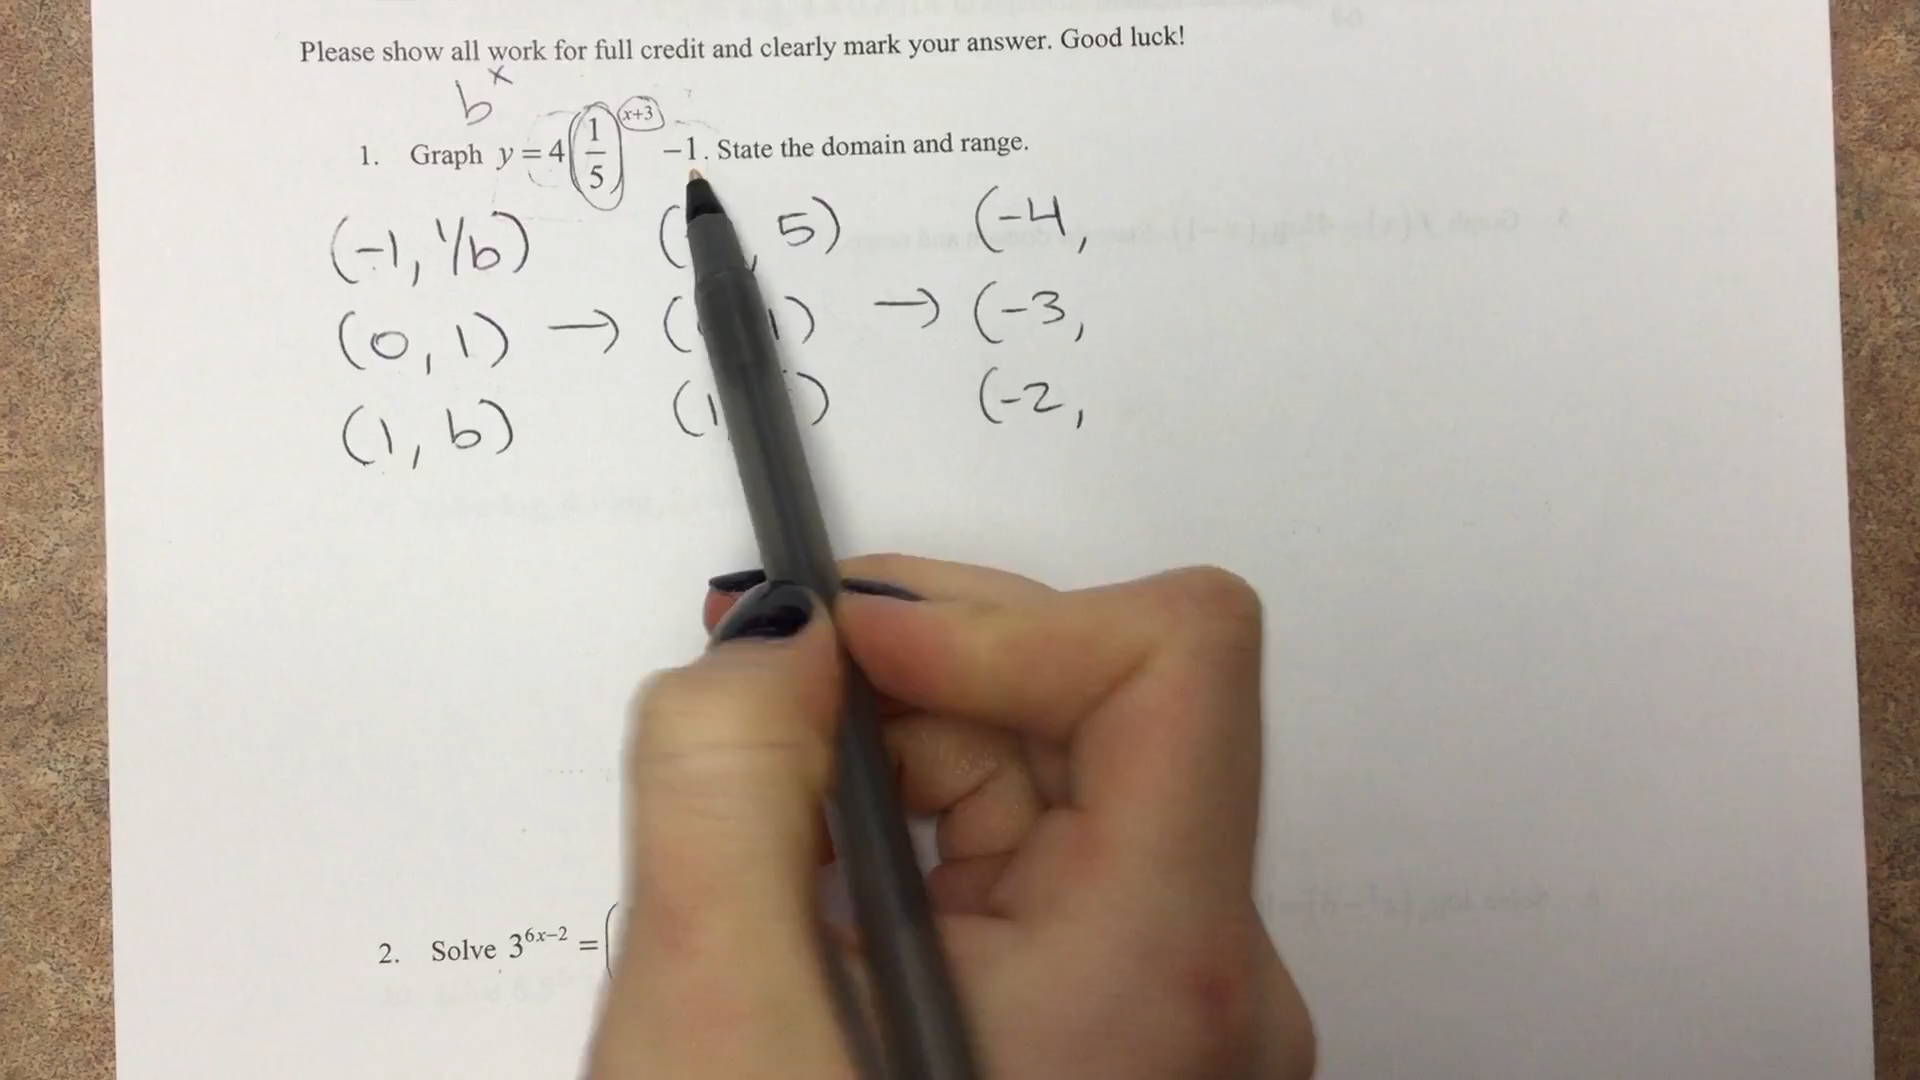 Please show all work for full credit and clearly mark your answer. Good luck!
b^x
1. Graph y = 4(1/5)^(x+3) −1. State the domain and range.
(-1, 1/b) ( , 5) (-4,
(0, 1) → ( 1) → (-3,
(1, b) (1, ) (-2,
2. Solve 3^(6x−2) = (